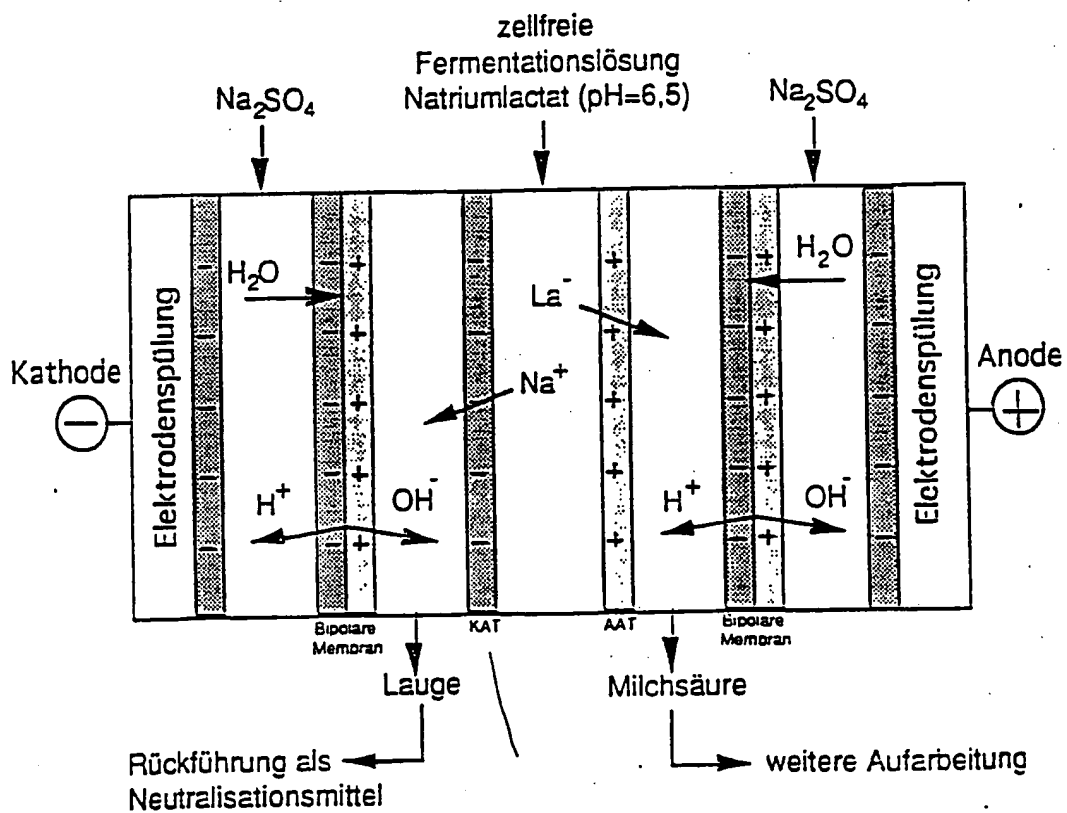 zellfreie
Fermentationslösung
Natriumlactat (pH=6,5)
Na₂SO₄
Na₂SO₄
H₂O
H₂O
La⁻
Na⁺
Kathode
Anode
Elektrodenspülung
Elektrodenspülung
H⁺
OH⁻
H⁺
OH⁻
Bipolare
Membran
KAT
AAT
Bipolare
Membran
Lauge
Milchsäure
Rückführung als
Neutralisationsmittel
weitere Aufarbeitung